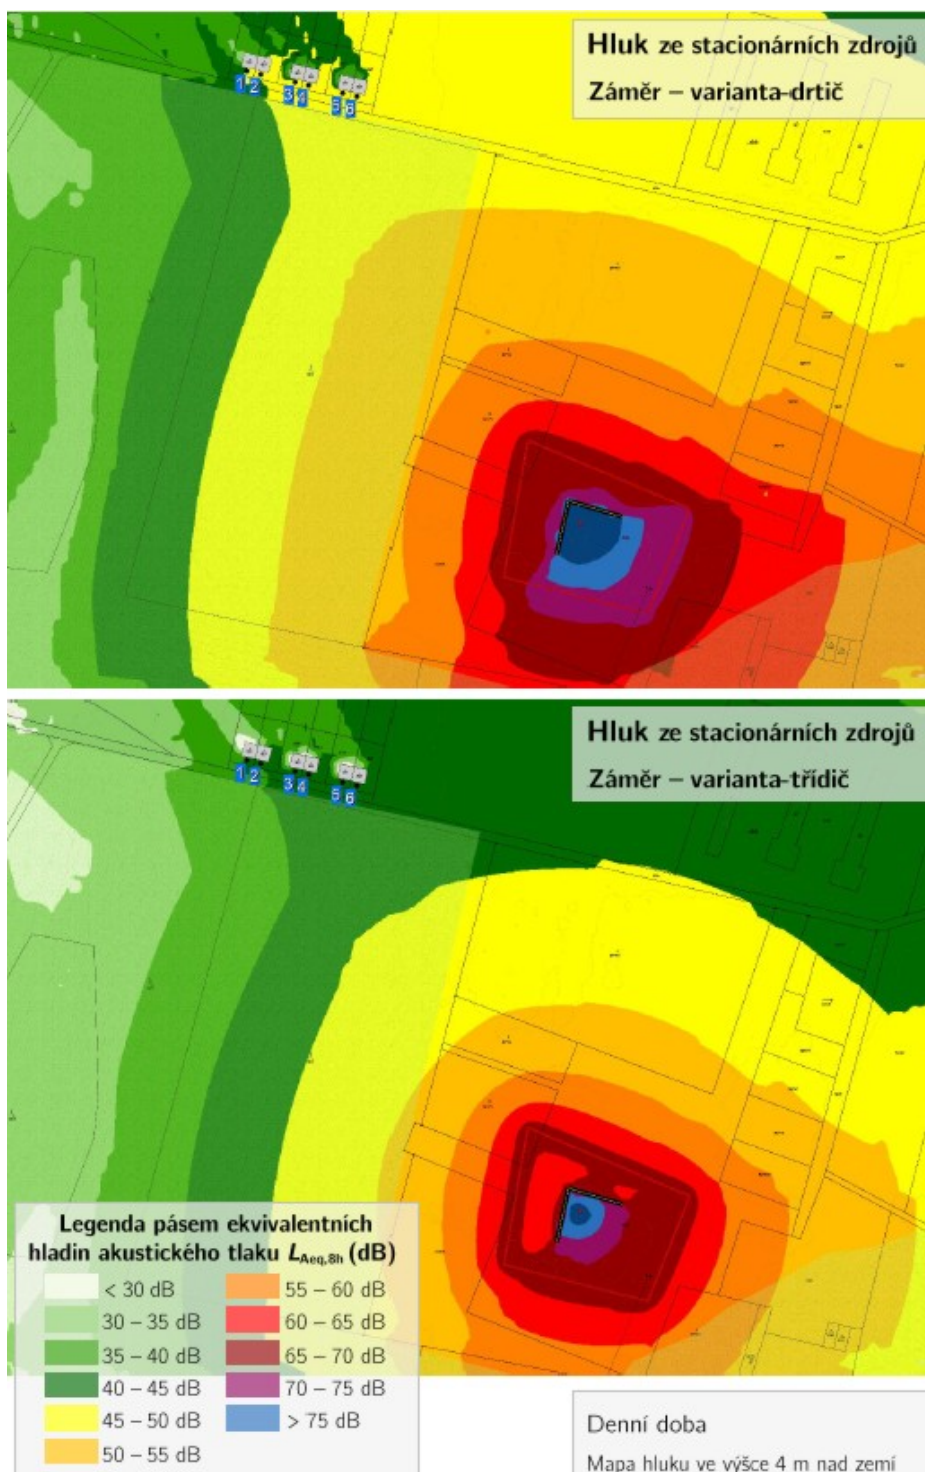 Hluk ze stacionárních zdrojů
Záměr – varianta-drtič
1 2 3 4 5 6
Hluk ze stacionárních zdrojů
Záměr – varianta-třídič
1 2 3 4 5 6
Legenda pásem ekvivalentních
hladin akustického tlaku LAeq,8h (dB)
< 30 dB
30 – 35 dB
35 – 40 dB
40 – 45 dB
45 – 50 dB
50 – 55 dB
55 – 60 dB
60 – 65 dB
65 – 70 dB
70 – 75 dB
> 75 dB
Denní doba
Mapa hluku ve výšce 4 m nad zemí